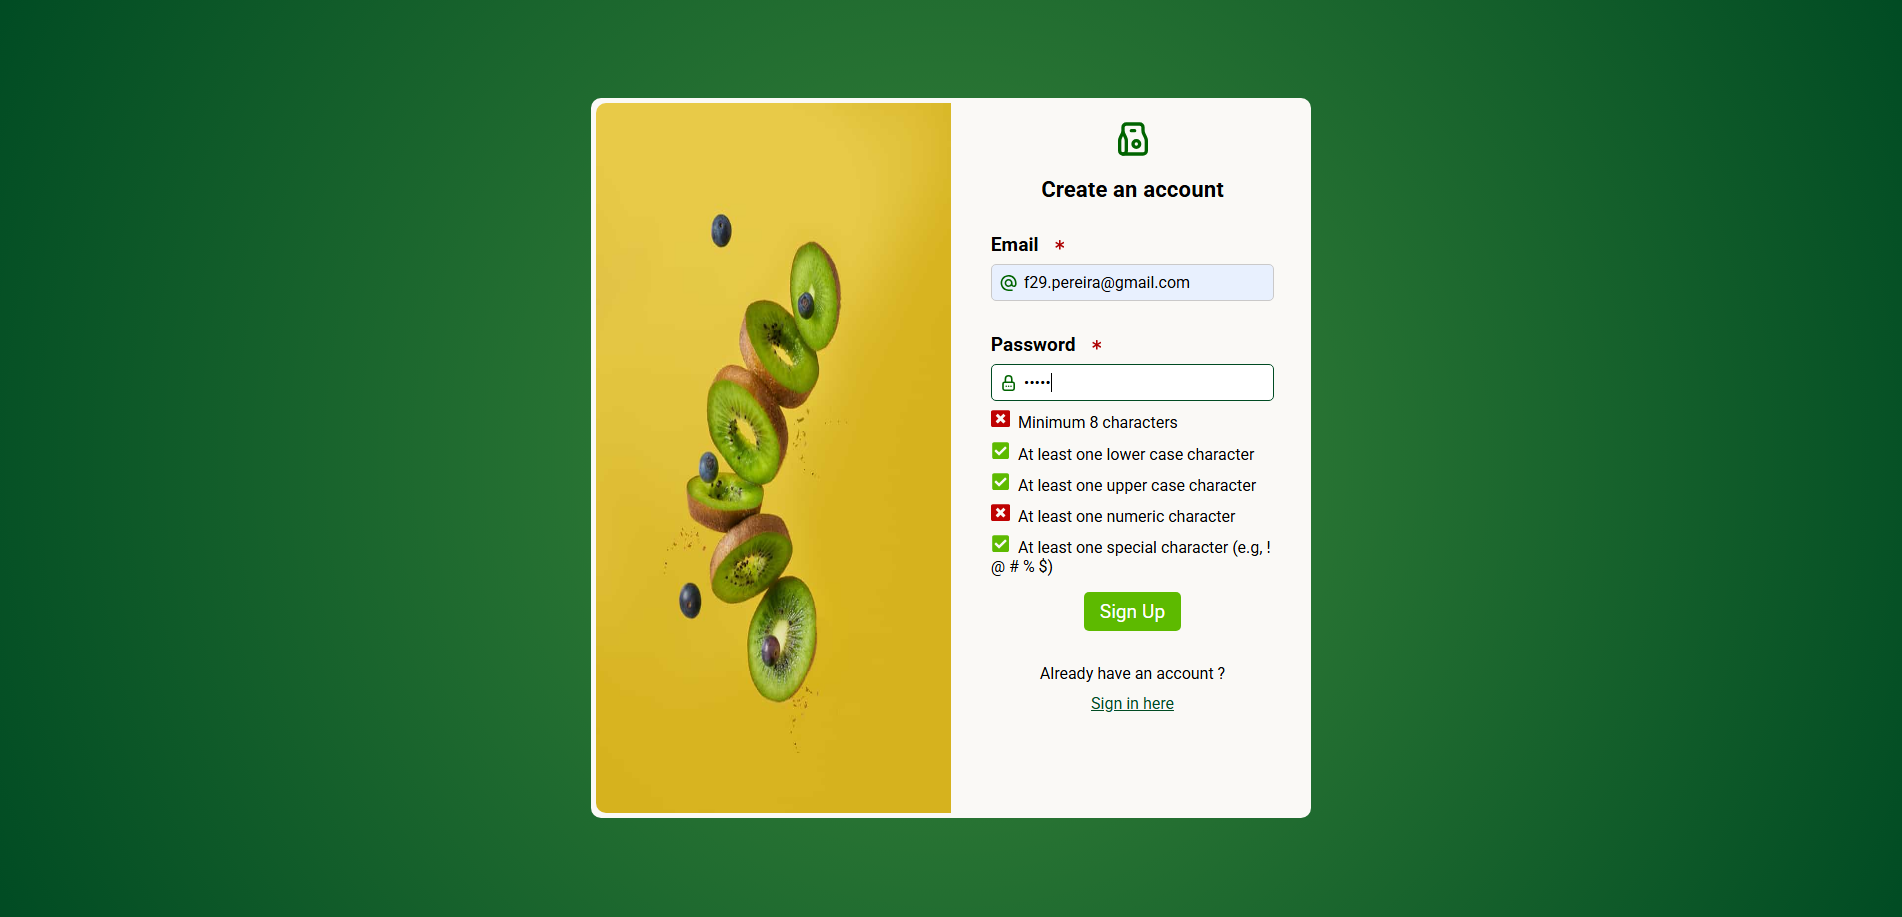 Create an account
Email *
f29.pereira@gmail.com
Password *
•••••
Minimum 8 characters
At least one lower case character
At least one upper case character
At least one numeric character
At least one special character (e.g, !
@ # % $)
Sign Up
Already have an account ?
Sign in here